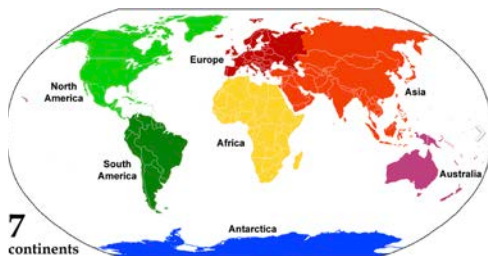 Europe
North
America
Asia
Africa
South
America
Australia
Antarctica
7
continents